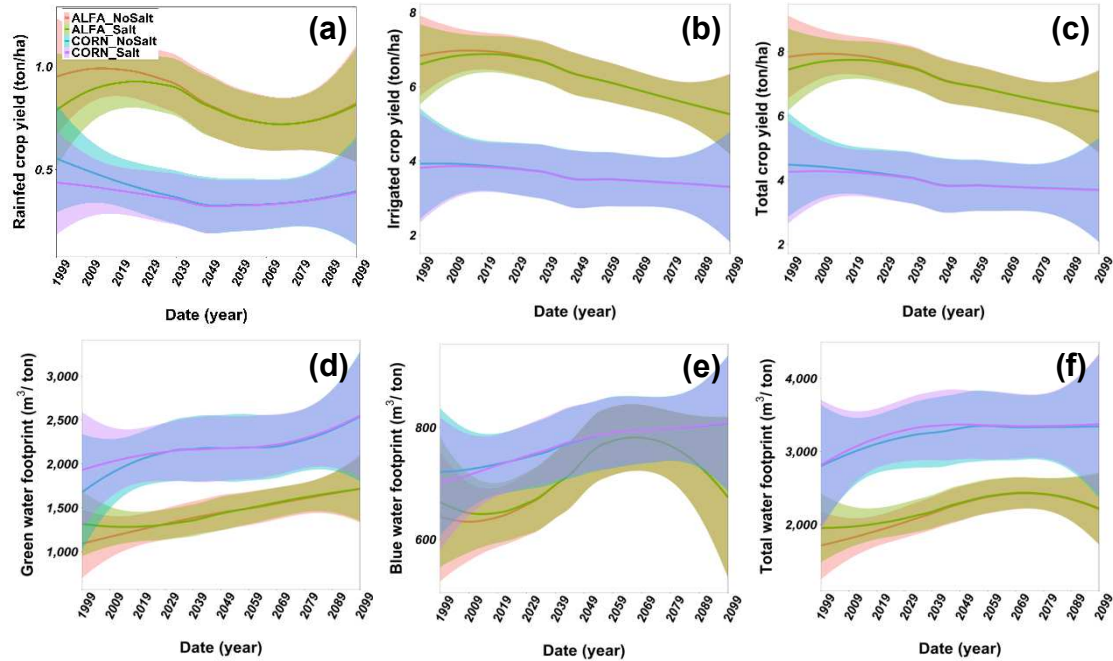 (a)
ALFA_NoSalt
ALFA_Salt
CORN_NoSalt
CORN_Salt
Rainfed crop yield (ton/ha)
1.0
0.5
1999 2009 2019 2029 2039 2049 2059 2069 2079 2089 2099
Date (year)
(b)
Irrigated crop yield (ton/ha)
8
6
4
2
1999 2009 2019 2029 2039 2049 2059 2069 2079 2089 2099
Date (year)
(c)
Total crop yield (ton/ha)
8
6
4
2
1999 2009 2019 2029 2039 2049 2059 2069 2079 2089 2099
Date (year)
(d)
Green water footprint (m³/ ton)
3,000
2,500
2,000
1,500
1,000
1999 2009 2019 2029 2039 2049 2059 2069 2079 2089 2099
Date (year)
(e)
Blue water footprint (m³/ ton)
800
600
1999 2009 2019 2029 2039 2049 2059 2069 2079 2089 2099
Date (year)
(f)
Total water footprint (m³/ ton)
4,000
3,000
2,000
1999 2009 2019 2029 2039 2049 2059 2069 2079 2089 2099
Date (year)